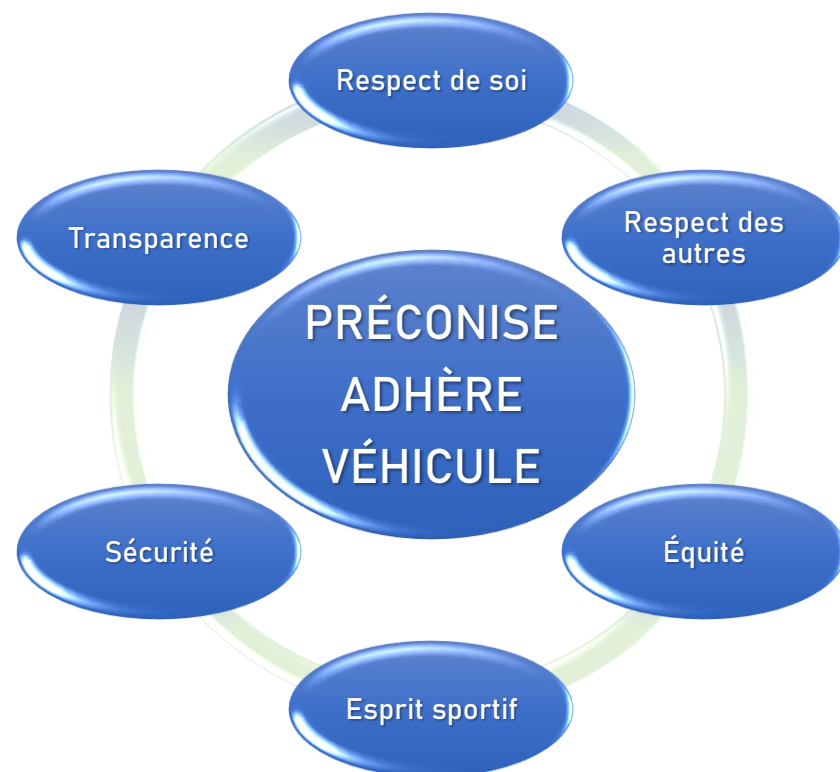 Respect de soi
Respect des
autres
Équité
Esprit sportif
Sécurité
Transparence
PRÉCONISE
ADHÈRE
VÉHICULE